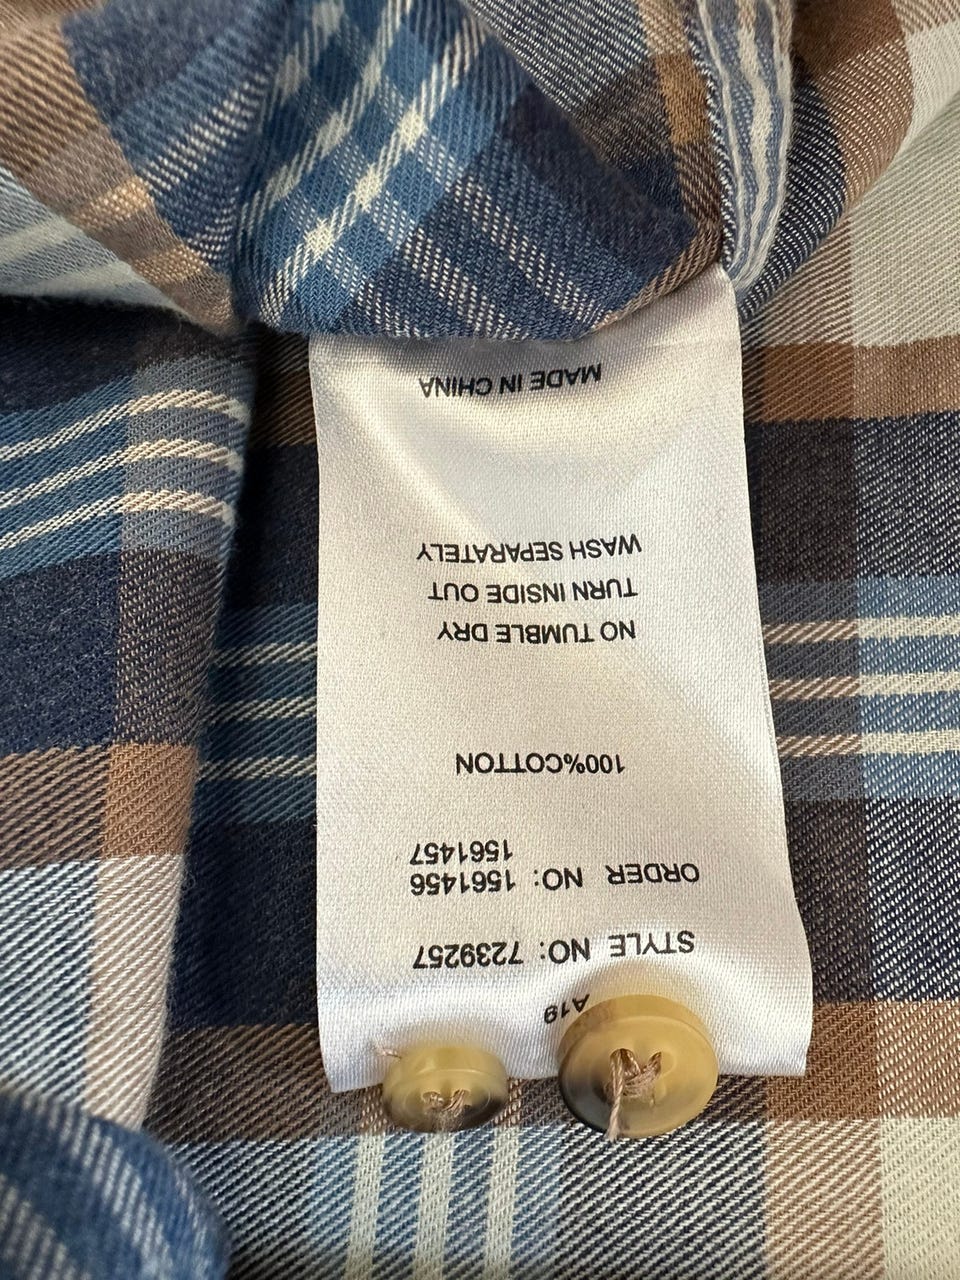 A19
STYLE NO: 7239257
ORDER NO: 1561456
1561457
100%COTTON
NO TUMBLE DRY
TURN INSIDE OUT
WASH SEPARATELY
MADE IN CHINA